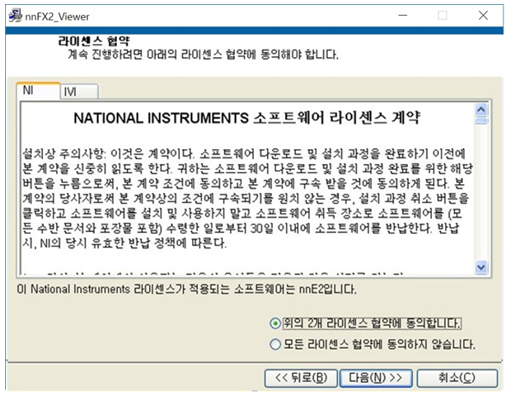 nnFX2_Viewer
라이센스 협약
계속 진행하려면 아래의 라이센스 협약에 동의해야 합니다.
NI
IVI
NATIONAL INSTRUMENTS 소프트웨어 라이센스 계약
설치상 주의사항: 이것은 계약이다. 소프트웨어 다운로드 및 설치 과정을 완료하기 이전에
본 계약을 신중히 읽도록 한다. 귀하는 소프트웨어 다운로드 및 설치 과정 완료를 위한 해당
버튼을 누름으로써, 본 계약 조건에 동의하고 본 계약에 구속 받을 것에 동의하게 된다. 본
계약의 당사자로써 본 계약상의 조건에 구속되기를 원치 않는 경우, 설치 과정 취소 버튼을
클릭하고 소프트웨어를 설치 및 사용하지 말고 소프트웨어 취득 장소로 소프트웨어를 (모
든 수반 문서와 포장물 포함) 수령한 일로부터 30일 이내에 소프트웨어를 반납한다. 반납
시, NI의 당시 유효한 반납 정책에 따른다.
이 National Instruments 라이센스가 적용되는 소프트웨어는 nnE2입니다.
위의 2개 라이센스 협약에 동의합니다.
모든 라이센스 협약에 동의하지 않습니다.
<< 뒤로(B)
다음(N) >>
취소(C)